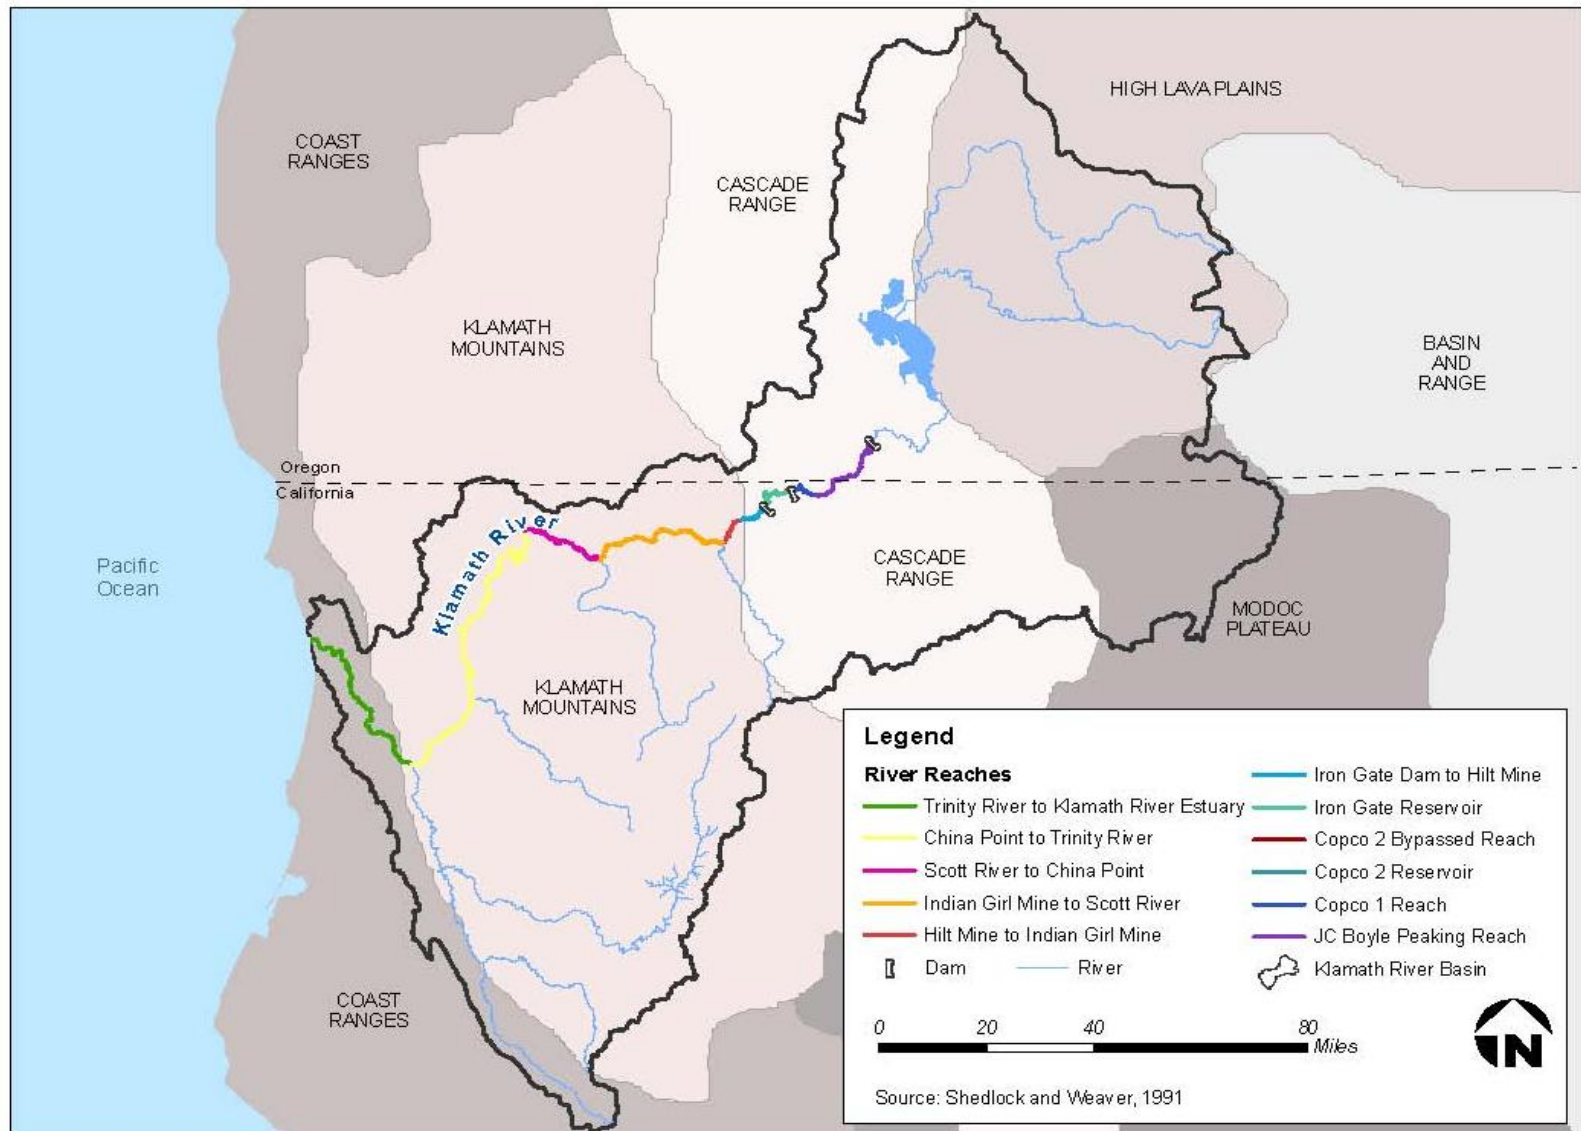 HIGH LAVA PLAINS
COAST
RANGES
CASCADE
RANGE
KLAMATH
MOUNTAINS
BASIN
AND
RANGE
Oregon
California
Klamath River
Pacific
Ocean
CASCADE
RANGE
MODOC
PLATEAU
KLAMATH
MOUNTAINS
COAST
RANGES
Legend
River Reaches
Trinity River to Klamath River Estuary
China Point to Trinity River
Scott River to China Point
Indian Girl Mine to Scott River
Hilt Mine to Indian Girl Mine
Dam
River
Iron Gate Dam to Hilt Mine
Iron Gate Reservoir
Copco 2 Bypassed Reach
Copco 2 Reservoir
Copco 1 Reach
JC Boyle Peaking Reach
Klamath River Basin
0 20 40 80
Miles
N
Source: Shedlock and Weaver, 1991